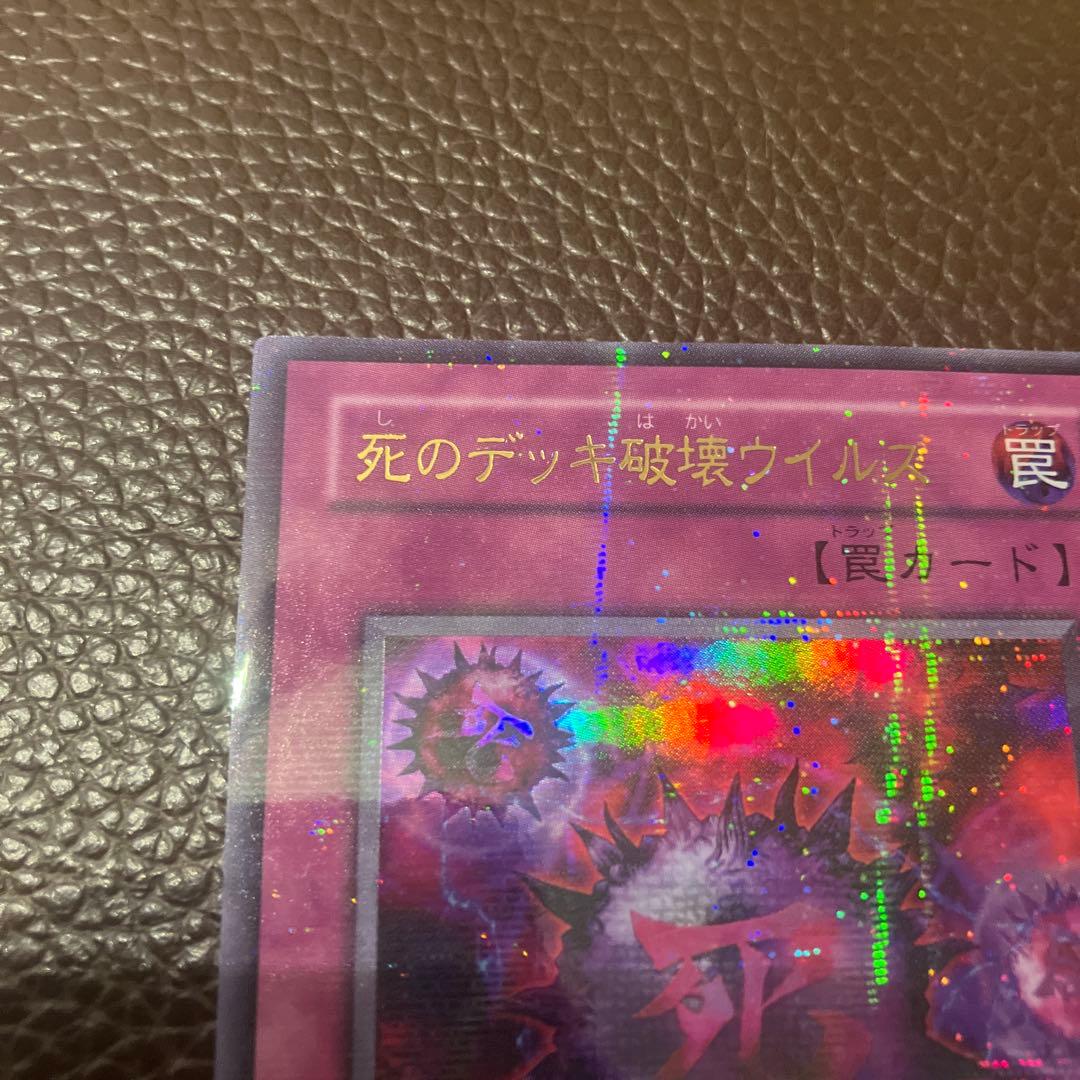 死のデッキ破壊ウイルス
し は かい
罠
トラップ
【罠カード】
トラップ
死